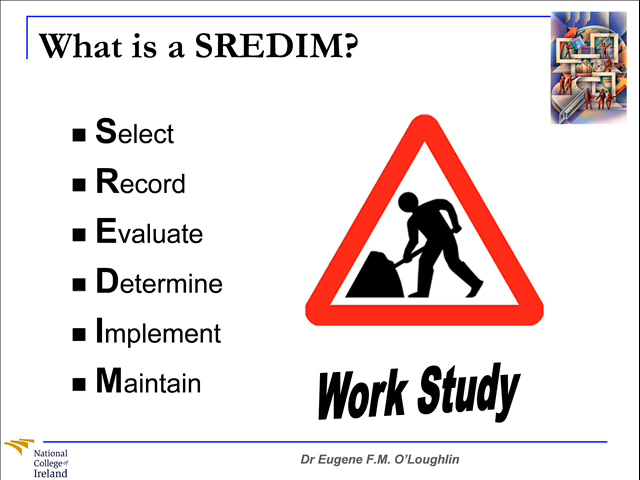 What is a SREDIM?
Select
Record
Evaluate
Determine
Implement
Maintain
Work Study
National
College of
Ireland
Dr Eugene F.M. O'Loughlin